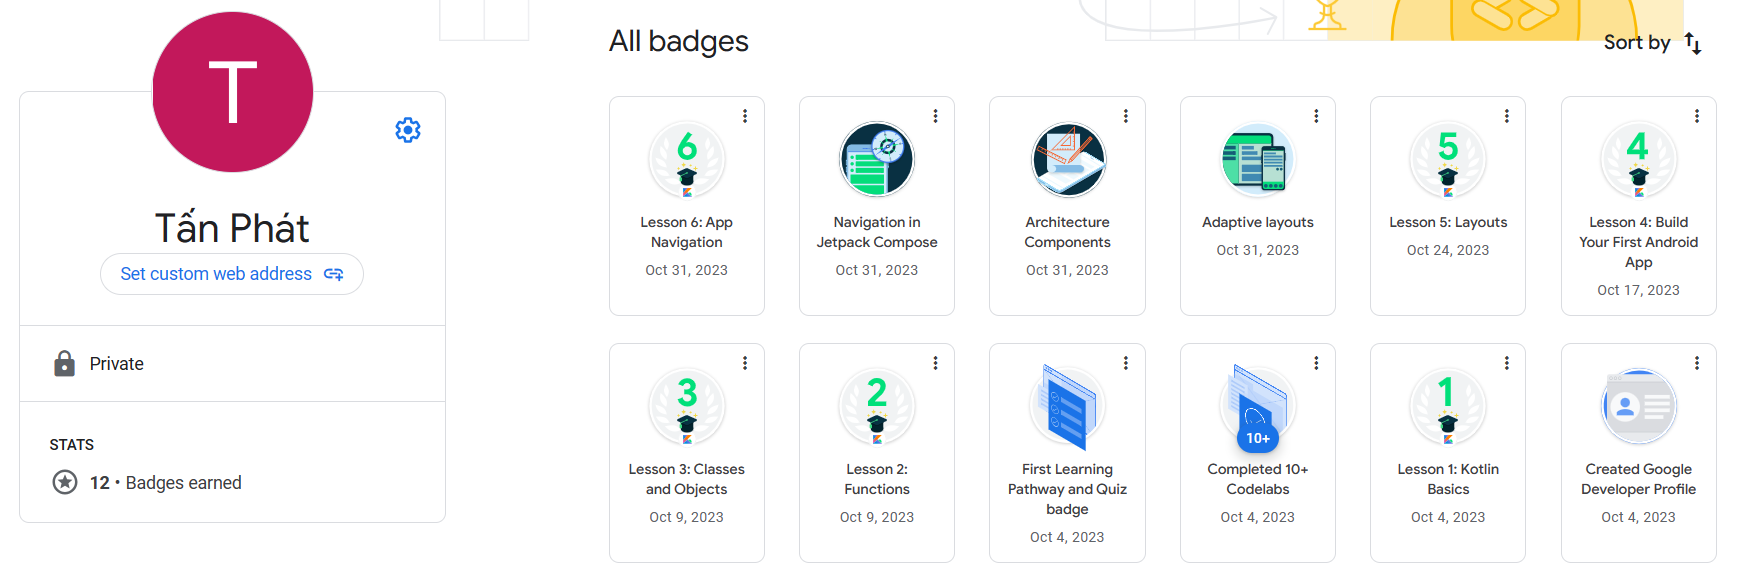 T
Tấn Phát
Set custom web address
Private
STATS
12 • Badges earned
All badges
Sort by
6
Lesson 6: App
Navigation
Oct 31, 2023
Navigation in
Jetpack Compose
Oct 31, 2023
Architecture
Components
Oct 31, 2023
Adaptive layouts
Oct 31, 2023
5
Lesson 5: Layouts
Oct 24, 2023
4
Lesson 4: Build
Your First Android
App
Oct 17, 2023
3
Lesson 3: Classes
and Objects
Oct 9, 2023
2
Lesson 2:
Functions
Oct 9, 2023
First Learning
Pathway and Quiz
badge
Oct 4, 2023
10+
Completed 10+
Codelabs
Oct 4, 2023
1
Lesson 1: Kotlin
Basics
Oct 4, 2023
Created Google
Developer Profile
Oct 4, 2023